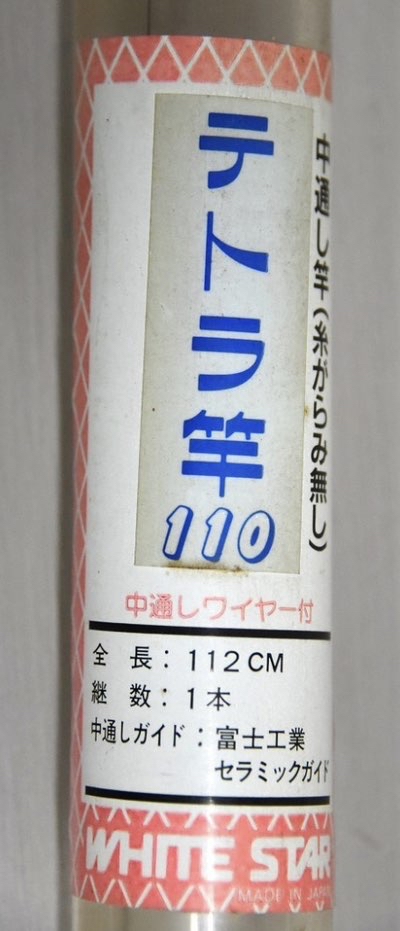 中通し竿(糸がらみ無し)
テトラ竿
110
中通しワイヤー付
全 長：112CM
継 数：1本
中通しガイド：富士工業
セラミックガイド
WHITE STAR
MADE IN JAPAN